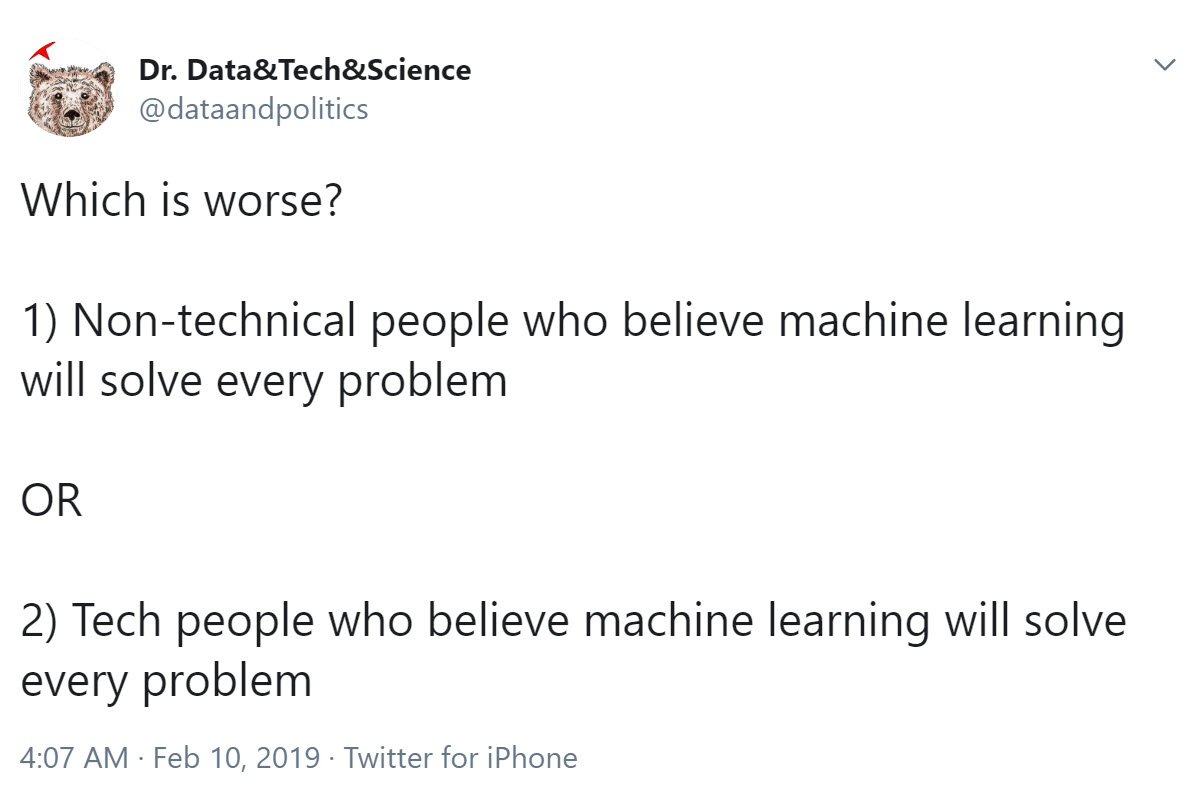 Dr. Data&Tech&Science
@dataandpolitics
Which is worse?
1) Non-technical people who believe machine learning
will solve every problem
OR
2) Tech people who believe machine learning will solve
every problem
4:07 AM · Feb 10, 2019 · Twitter for iPhone